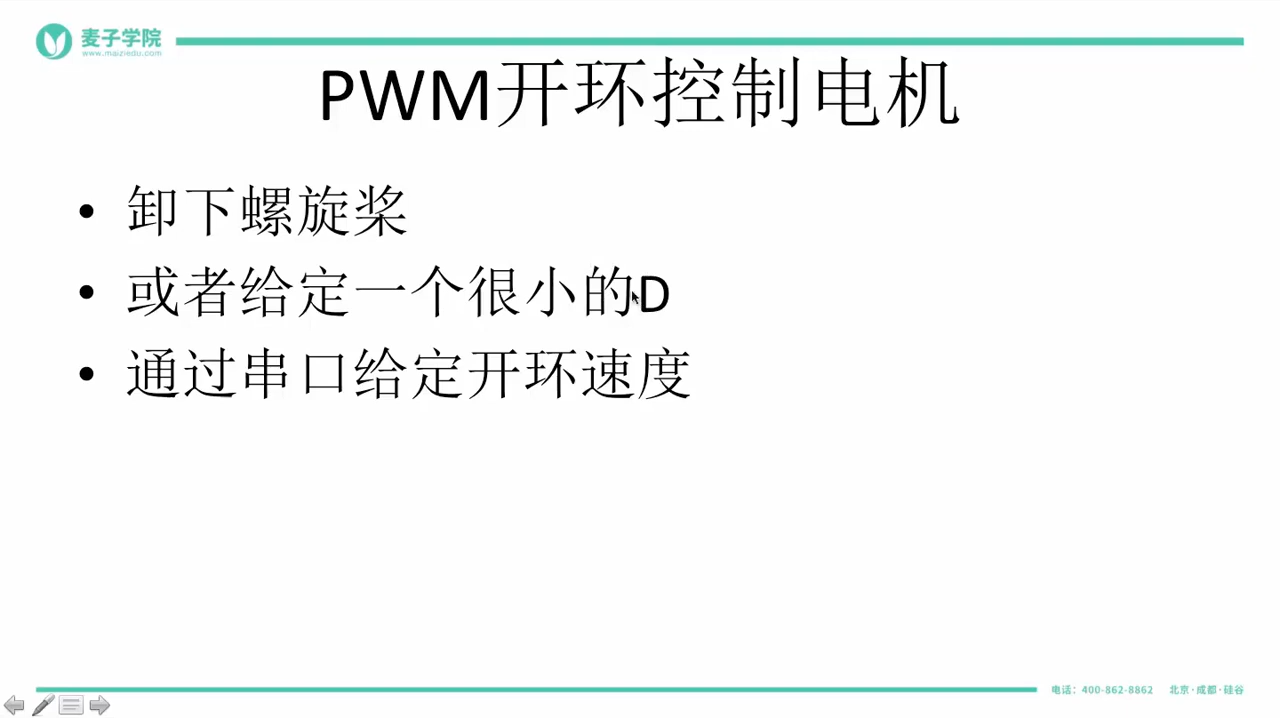 麦子学院
www.maiziedu.com
PWM开环控制电机
• 卸下螺旋桨
• 或者给定一个很小的D
• 通过串口给定开环速度
电话：400-862-8862 北京·成都·硅谷